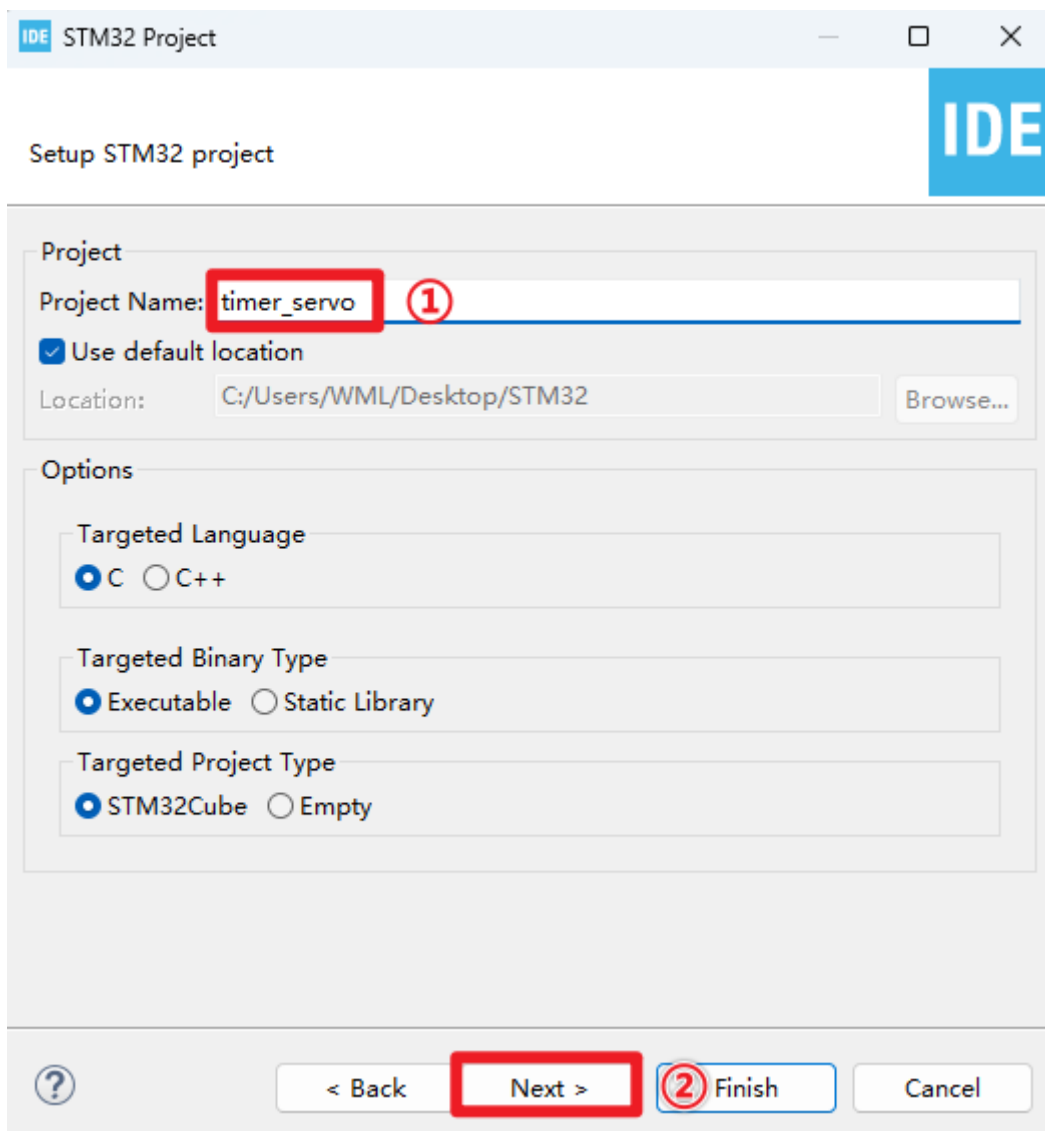 IDE STM32 Project
IDE
Setup STM32 project
Project
Project Name: timer_servo ①
Use default location
Location: C:/Users/WML/Desktop/STM32 Browse...
Options
Targeted Language
C C++
Targeted Binary Type
Executable Static Library
Targeted Project Type
STM32Cube Empty
? < Back Next > ② Finish Cancel